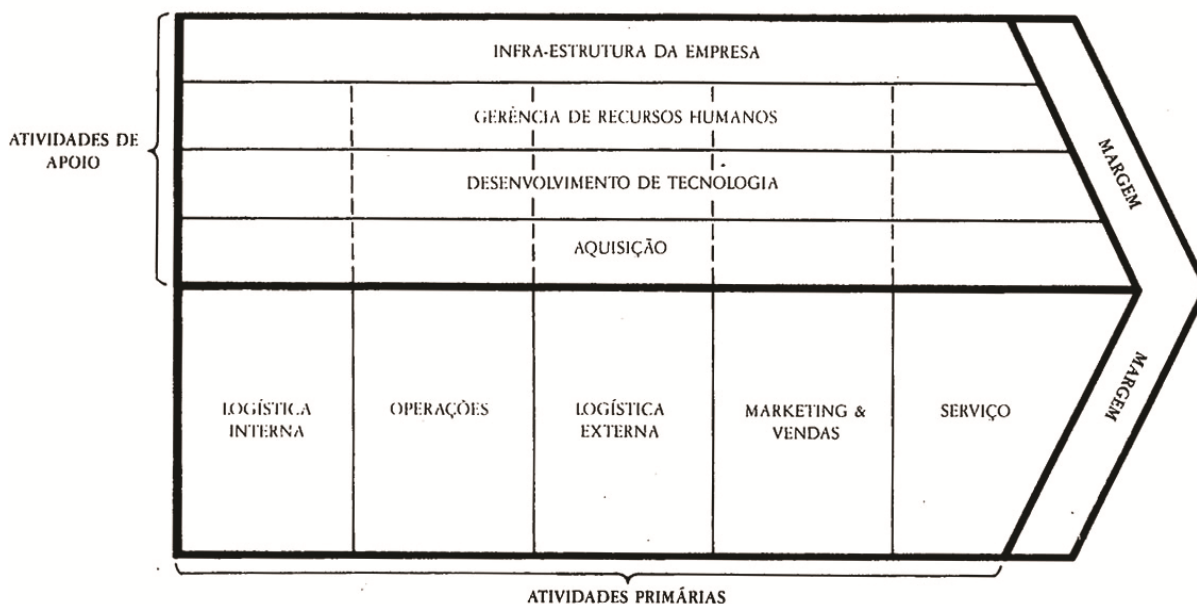 INFRA-ESTRUTURA DA EMPRESA
GERÊNCIA DE RECURSOS HUMANOS
ATIVIDADES DE
APOIO
DESENVOLVIMENTO DE TECNOLOGIA
AQUISIÇÃO
MARGEM
LOGÍSTICA
INTERNA
OPERAÇÕES
LOGÍSTICA
EXTERNA
MARKETING &
VENDAS
SERVIÇO
MARGEM
ATIVIDADES PRIMÁRIAS